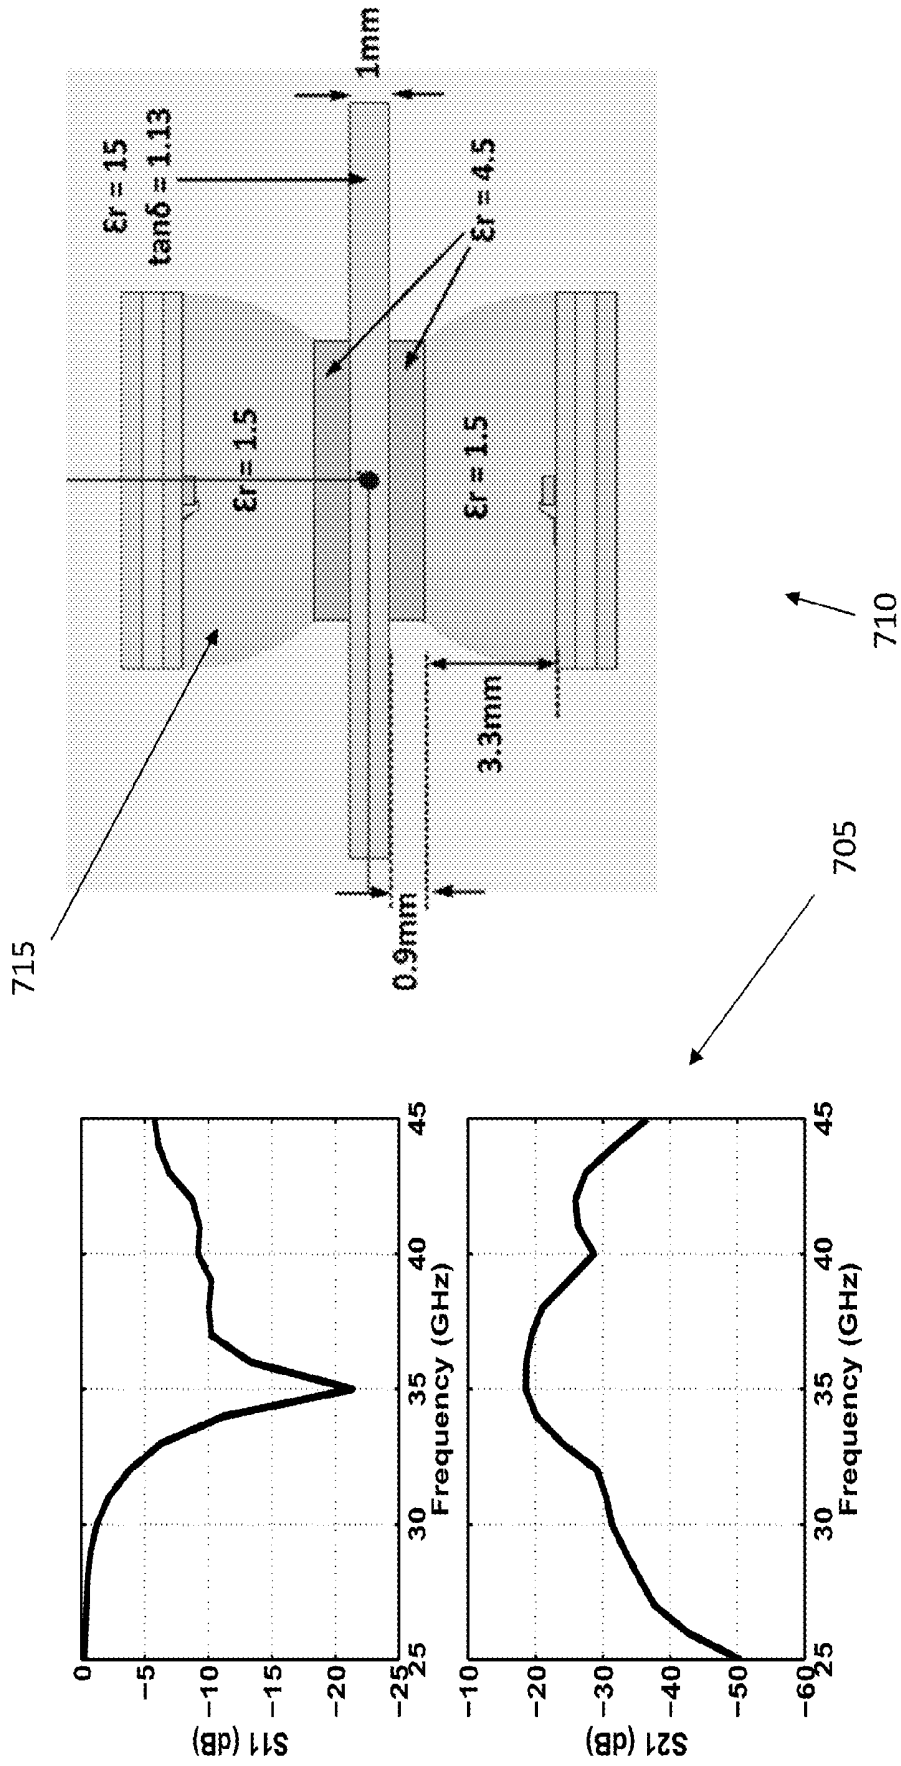 715
εr = 15
tanδ = 1.13
1mm
εr = 1.5
εr = 4.5
εr = 1.5
0.9mm
3.3mm
710
705
0
−5
−10
−15
−20
−25
S11 (dB)
25
30
35
40
45
Frequency (GHz)
−10
−20
−30
−40
−50
−60
S21 (dB)
25
30
35
40
45
Frequency (GHz)